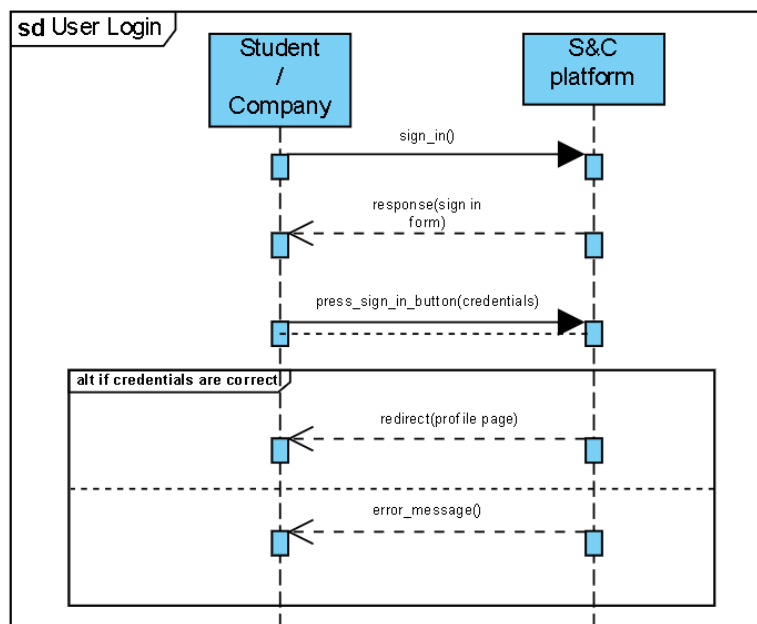 sd User Login
Student
/
Company
S&C
platform
sign_in()
response(sign in
form)
press_sign_in_button(credentials)
alt if credentials are correct
redirect(profile page)
error_message()